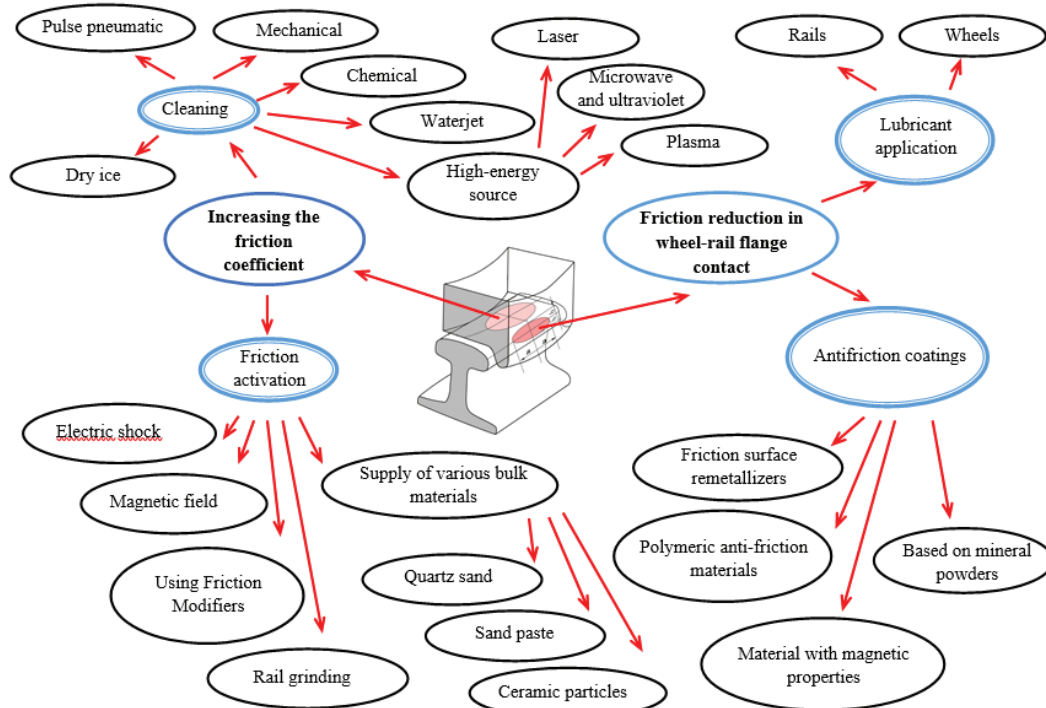 Pulse pneumatic
Mechanical
Chemical
Cleaning
Waterjet
Dry ice
Laser
Microwave
and ultraviolet
Plasma
High-energy
source
Rails
Wheels
Lubricant
application
Increasing the
friction
coefficient
Friction reduction in
wheel-rail flange
contact
Friction
activation
Antifriction coatings
Electric shock
Magnetic field
Using Friction
Modifiers
Rail grinding
Supply of various bulk
materials
Quartz sand
Sand paste
Ceramic particles
Friction surface
remetallizers
Polymeric anti-friction
materials
Based on mineral
powders
Material with magnetic
properties